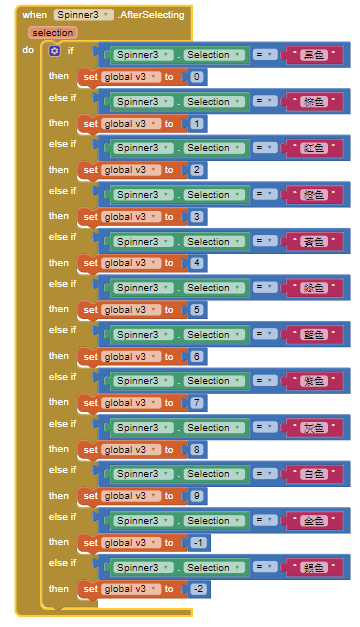 when Spinner3 .AfterSelecting
selection
do if Spinner3 . Selection = " 黑色 "
then set global v3 to 0
else if Spinner3 . Selection = " 棕色 "
then set global v3 to 1
else if Spinner3 . Selection = " 紅色 "
then set global v3 to 2
else if Spinner3 . Selection = " 橙色 "
then set global v3 to 3
else if Spinner3 . Selection = " 色 "
then set global v3 to 4
else if Spinner3 . Selection = " 綠色 "
then set global v3 to 5
else if Spinner3 . Selection = " 藍色 "
then set global v3 to 6
else if Spinner3 . Selection = " 紫色 "
then set global v3 to 7
else if Spinner3 . Selection = " 灰色 "
then set global v3 to 8
else if Spinner3 . Selection = " 白色 "
then set global v3 to 9
else if Spinner3 . Selection = " 金色 "
then set global v3 to -1
else if Spinner3 . Selection = " 銀色 "
then set global v3 to -2